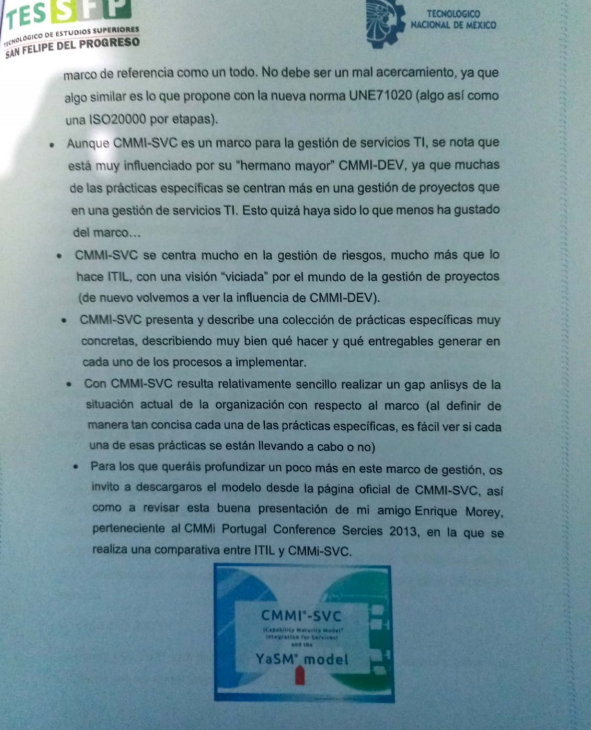 TESSFP
TECNOLÓGICO DE ESTUDIOS SUPERIORES
SAN FELIPE DEL PROGRESO
TECNOLÓGICO
NACIONAL DE MÉXICO
marco de referencia como un todo. No debe ser un mal acercamiento, ya que
algo similar es lo que propone con la nueva norma UNE71020 (algo así como
una ISO20000 por etapas).
• Aunque CMMI-SVC es un marco para la gestión de servicios TI, se nota que
está muy influenciado por su "hermano mayor" CMMI-DEV, ya que muchas
de las prácticas específicas se centran más en una gestión de proyectos que
en una gestión de servicios TI. Esto quizá haya sido lo que menos ha gustado
del marco...
• CMMI-SVC se centra mucho en la gestión de riesgos, mucho más que lo
hace ITIL, con una visión "viciada" por el mundo de la gestión de proyectos
(de nuevo volvemos a ver la influencia de CMMI-DEV).
• CMMI-SVC presenta y describe una colección de prácticas específicas muy
concretas, describiendo muy bien qué hacer y qué entregables generar en
cada uno de los procesos a implementar.
• Con CMMI-SVC resulta relativamente sencillo realizar un gap anlisys de la
situación actual de la organización con respecto al marco (al definir de
manera tan concisa cada una de las prácticas específicas, es fácil ver si cada
una de esas prácticas se están llevando a cabo o no)
• Para los que queráis profundizar un poco más en este marco de gestión, os
invito a descargaros el modelo desde la página oficial de CMMI-SVC, así
como a revisar esta buena presentación de mi amigo Enrique Morey,
perteneciente al CMMi Portugal Conference Sercies 2013, en la que se
realiza una comparativa entre ITIL y CMMi-SVC.
CMMI®-SVC
(Capability Maturity Model®
Integration for Services)
and the
YaSM® model